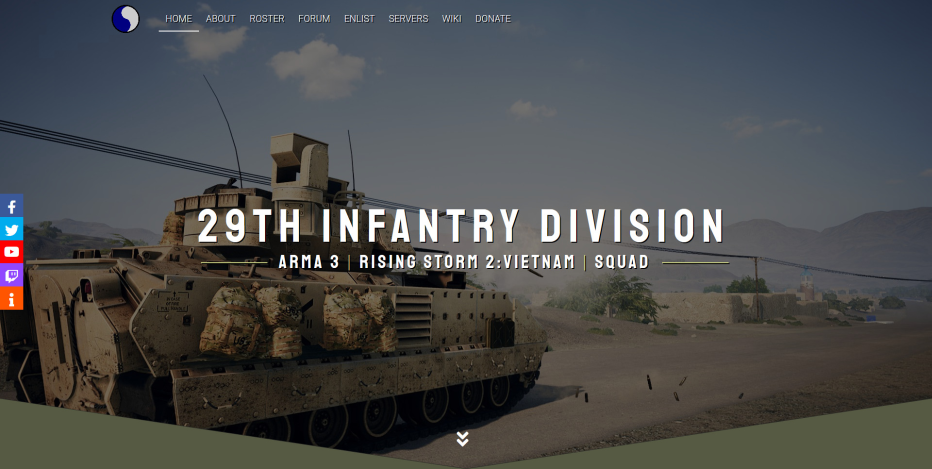 HOME ABOUT ROSTER FORUM ENLIST SERVERS WIKI DONATE
29TH INFANTRY DIVISION
ARMA 3 | RISING STORM 2:VIETNAM | SQUAD